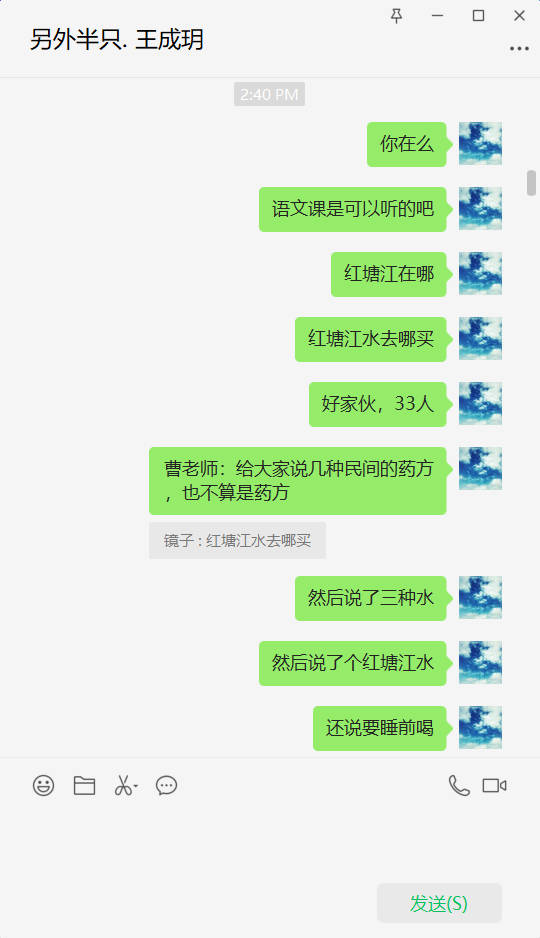 另外半只. 王成玥
2:40 PM
你在么
语文课是可以听的吧
红塘江在哪
红塘江水去哪买
好家伙，33人
曹老师：给大家说几种民间的药方
，也不算是药方
镜子 : 红塘江水去哪买
然后说了三种水
然后说了个红塘江水
还说要睡前喝
发送(S)